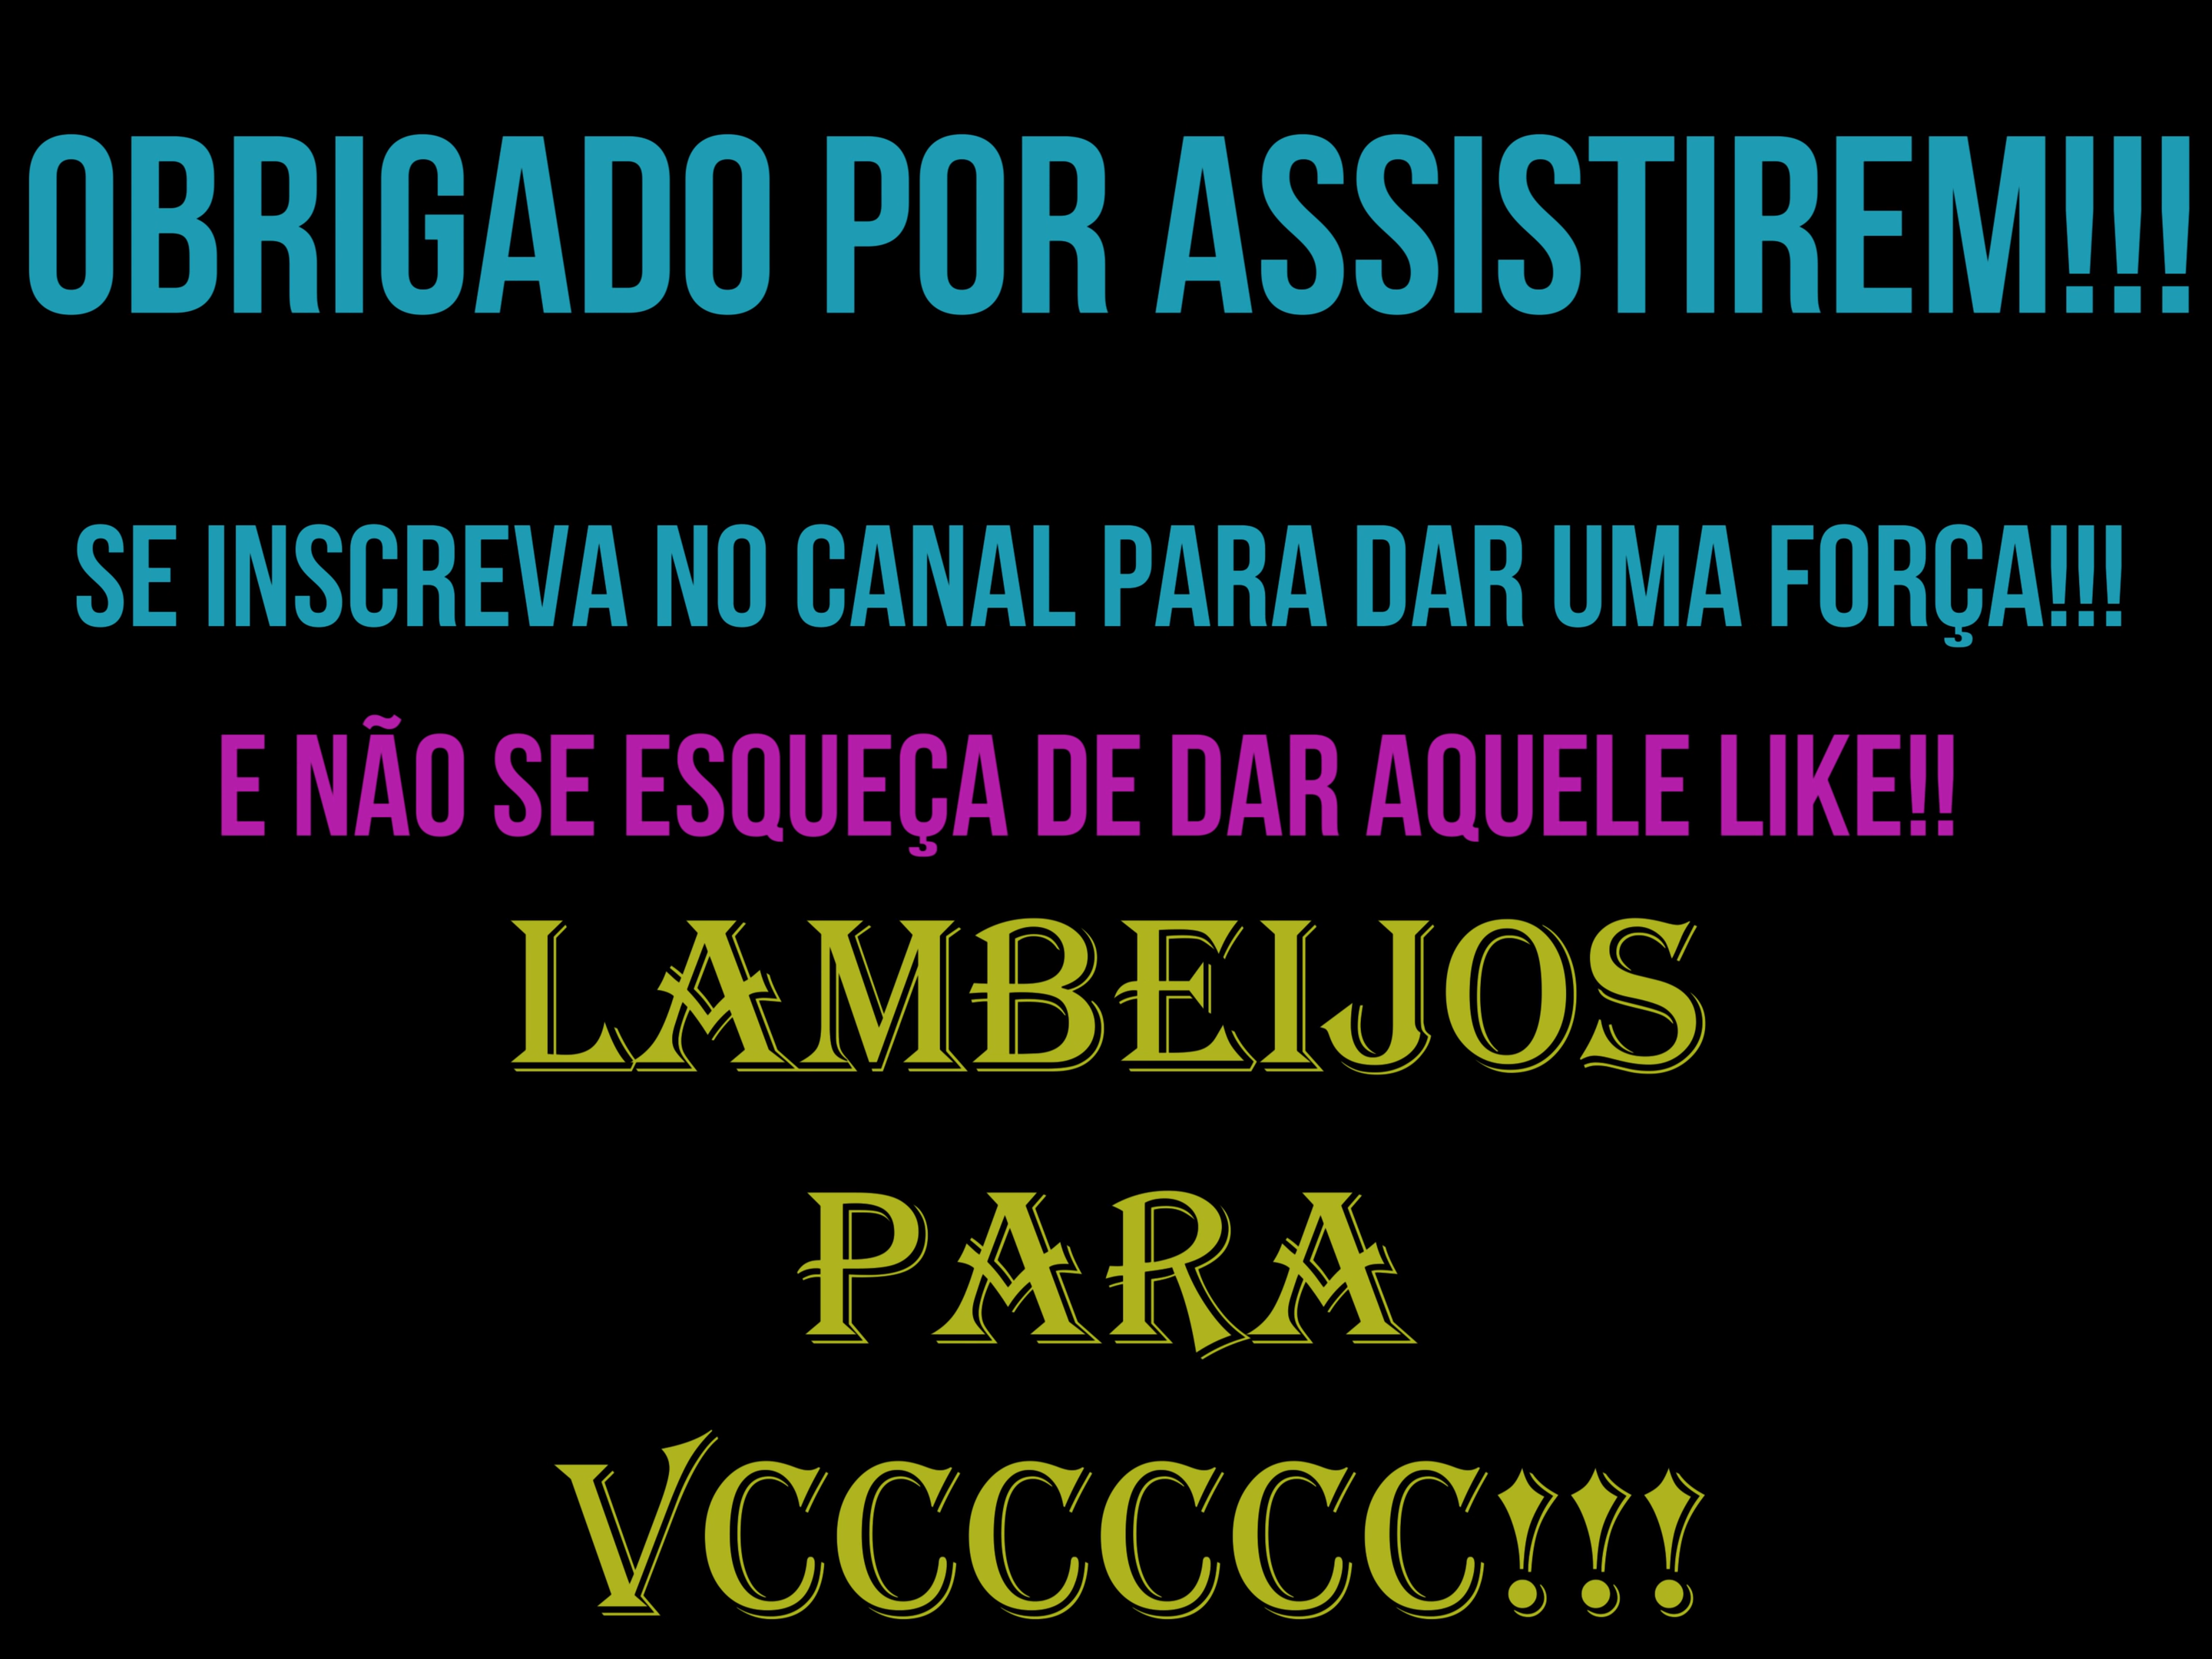 OBRIGADO POR ASSISTIREM!!!
SE INSCREVA NO CANAL PARA DAR UMA FORÇA!!!
E NÃO SE ESQUEÇA DE DAR AQUELE LIKE!!
LAMBEIJOS
PARA
VCCCCCC!!!